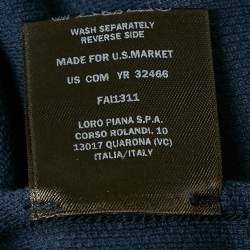 WASH SEPARATELY
REVERSE SIDE
MADE FOR U.S.MARKET
US COM YR 32466
FAI1311
LORO PIANA S.P.A.
CORSO ROLANDI, 10
13017 QUARONA (VC)
ITALIA/ITALY